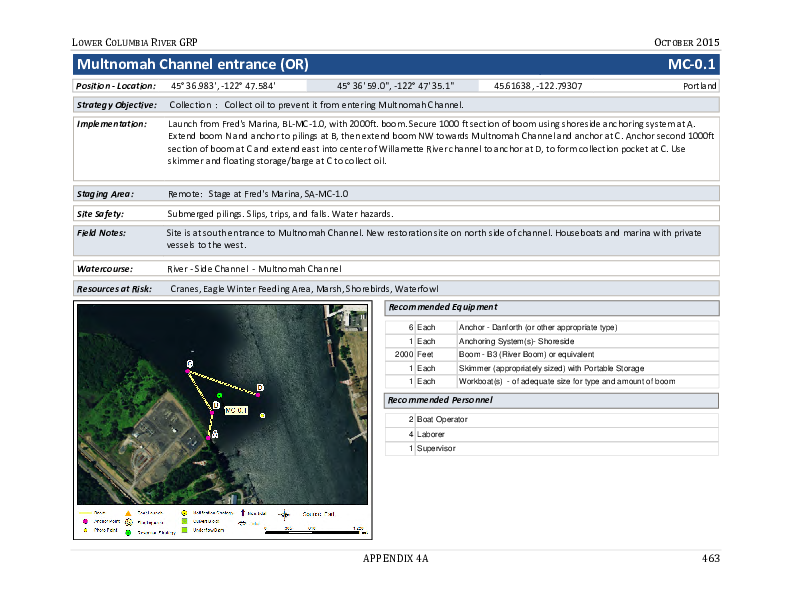 LOWER COLUMBIA RIVER GRP OCTOBER 2015
Multnomah Channel entrance (OR) MC-0.1
Position - Location: 45° 36.983', -122° 47.584' 45° 36' 59.0", -122° 47' 35.1" 45.61638, -122.79307 Portland
Strategy Objective: Collection : Collect oil to prevent it from entering Multnomah Channel.
Implementation: Launch from Fred's Marina, BL-MC-1.0, with 2000ft. boom. Secure 1000 ft section of boom using shoreside anchoring system at A.
Extend boom N and anchor to pilings at B, then extend boom NW towards Multnomah Channel and anchor at C. Anchor second 1000ft
section of boom at C and extend east into center of Willamette River channel to anchor at D, to form collection pocket at C. Use
skimmer and floating storage/barge at C to collect oil.
Staging Area: Remote: Stage at Fred's Marina, SA-MC-1.0
Site Safety: Submerged pilings. Slips, trips, and falls. Water hazards.
Field Notes: Site is at south entrance to Multnomah Channel. New restoration site on north side of channel. Houseboats and marina with private
vessels to the west.
Watercourse: River - Side Channel - Multnomah Channel
Resources at Risk: Cranes, Eagle Winter Feeding Area, Marsh, Shorebirds, Waterfowl
Recommended Equipment
6 Each Anchor - Danforth (or other appropriate type)
1 Each Anchoring System(s)- Shoreside
2000 Feet Boom - B3 (River Boom) or equivalent
1 Each Skimmer (appropriately sized) with Portable Storage
1 Each Workboat(s) - of adequate size for type and amount of boom
Recommended Personnel
2 Boat Operator
4 Laborer
1 Supervisor
C
D
B
MC-0.1
A
Anchor Point
Photo Point
Notification Strategy
Underflow Dam
APPENDIX 4A 463